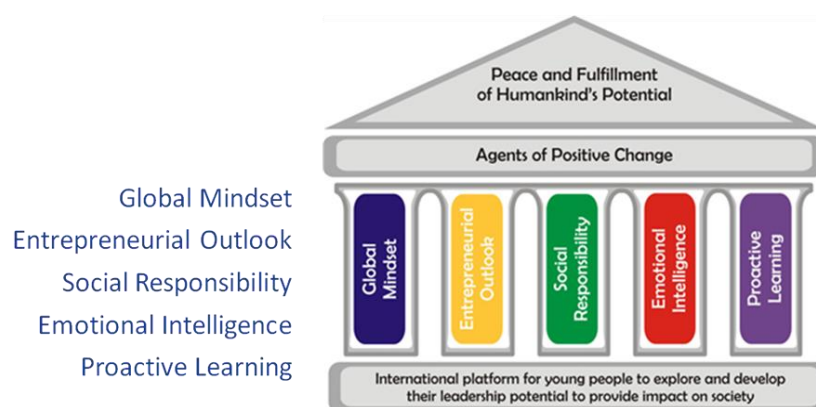 Global Mindset
Entrepreneurial Outlook
Social Responsibility
Emotional Intelligence
Proactive Learning
Peace and Fulfillment
of Humankind's Potential
Agents of Positive Change
Global
Mindset
Entrepreneurial
Outlook
Social
Responsibility
Emotional
Intelligence
Proactive
Learning
International platform for young people to explore and develop
their leadership potential to provide impact on society